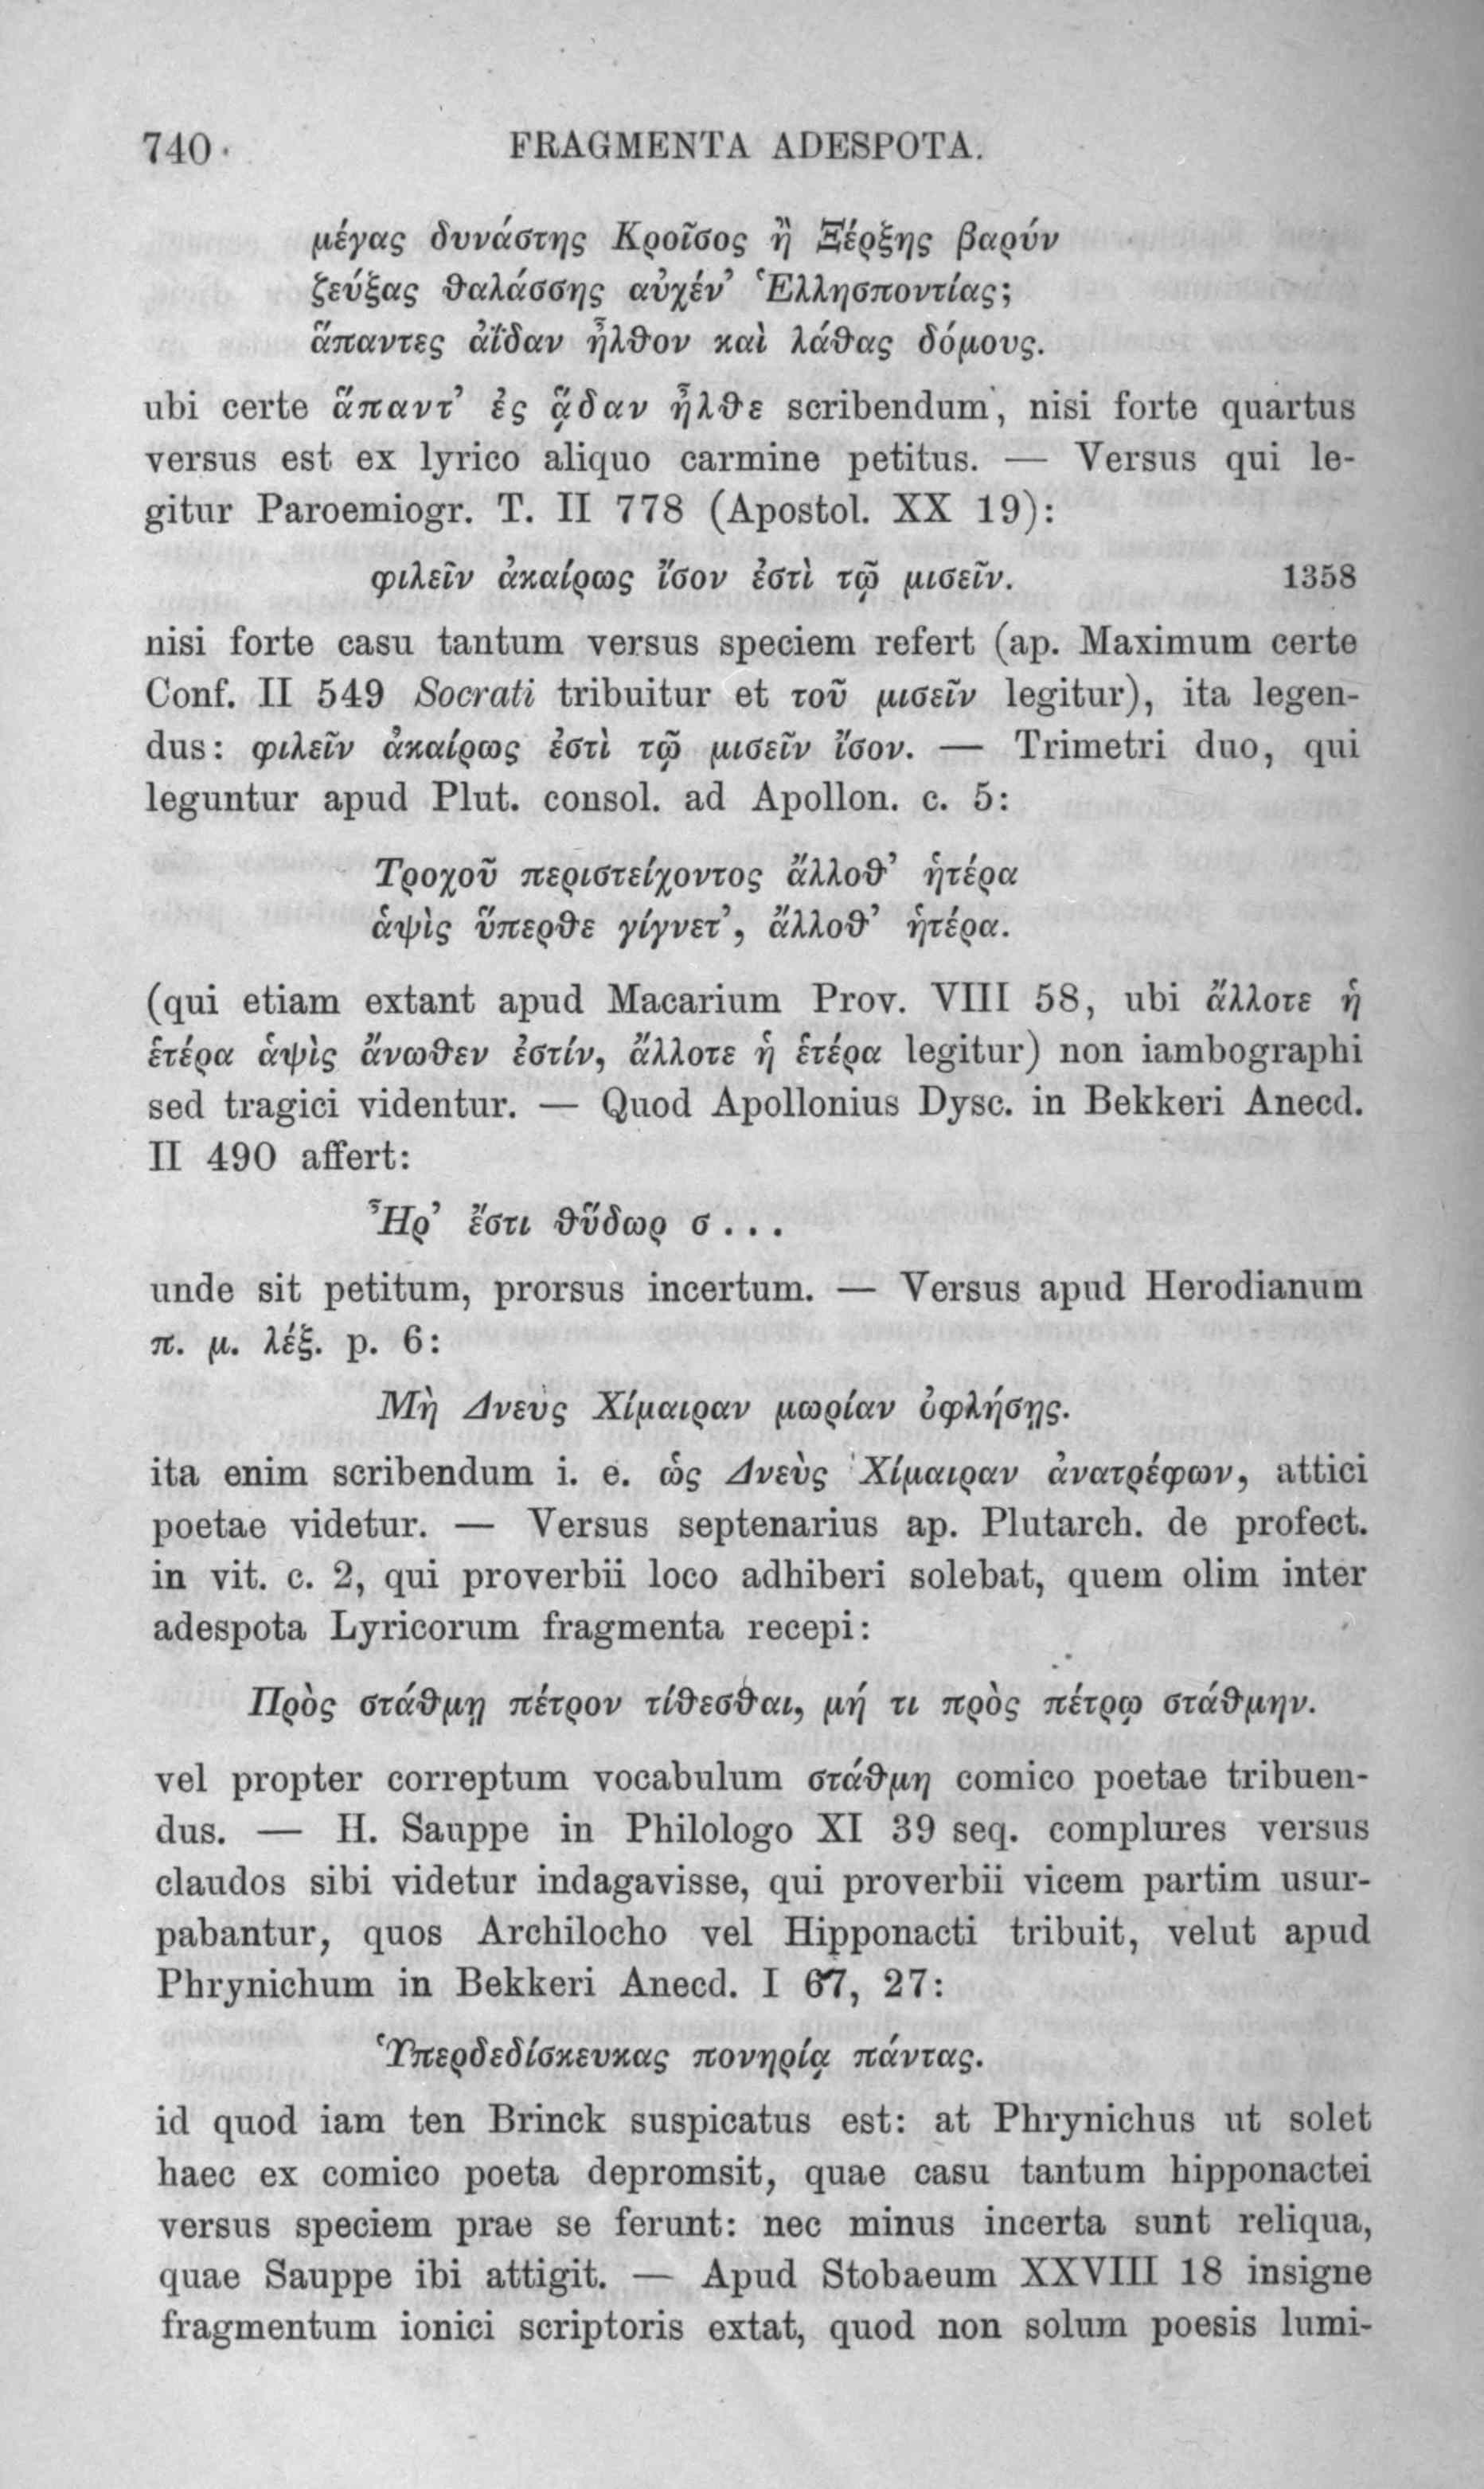 740 FRAGMENTA ADESPOTA.
μέγας δυνάστης Κροῖσος ἢ Ξέρξης βαρύν
ζεύξας θαλάσσης αὐχέν’ Ἑλλησποντίας;
ἅπαντες ἀΐδαν ἦλθον καὶ λάθας δόμους.
ubi certe ἅπαντ’ ἐς ᾅδαν ἦλθε scribendum, nisi forte quartus
versus est ex lyrico aliquo carmine petitus. — Versus qui le-
gitur Paroemiogr. T. II 778 (Apostol. XX 19):
φιλεῖν ἀκαίρως ἴσον ἐστὶ τῷ μισεῖν. 1358
nisi forte casu tantum versus speciem refert (ap. Maximum certe
Conf. II 549 Socrati tribuitur et τοῦ μισεῖν legitur), ita legen-
dus: φιλεῖν ἀκαίρως ἐστὶ τῷ μισεῖν ἴσον. — Trimetri duo, qui
leguntur apud Plut. consol. ad Apollon. c. 5:
Τροχοῦ περιστείχοντος ἄλλοθ’ ἡτέρα
ἁψὶς ὕπερθε γίγνετ’, ἄλλοθ’ ἡτέρα.
(qui etiam extant apud Macarium Prov. VIII 58, ubi ἄλλοτε ἡ
ἑτέρα ἁψὶς ἄνωθεν ἐστίν, ἄλλοτε ἡ ἑτέρα legitur) non iambographi
sed tragici videntur. — Quod Apollonius Dysc. in Bekkeri Anecd.
II 490 affert:
Ἦρ’ ἔστι θὕδωρ σ...
unde sit petitum, prorsus incertum. — Versus apud Herodianum
π. μ. λέξ. p. 6:
Μὴ Δνεὺς Χίμαιραν μωρίαν ὀφλήσῃς.
ita enim scribendum i. e. ὡς Δνεὺς Χίμαιραν ἀνατρέφων, attici
poetae videtur. — Versus septenarius ap. Plutarch. de profect.
in vit. c. 2, qui proverbii loco adhiberi solebat, quem olim inter
adespota Lyricorum fragmenta recepi:
Πρὸς στάθμῃ πέτρον τίθεσθαι, μή τι πρὸς πέτρῳ στάθμην.
vel propter correptum vocabulum στάθμη comico poetae tribuen-
dus. — H. Sauppe in Philologo XI 39 seq. complures versus
claudos sibi videtur indagavisse, qui proverbii vicem partim usur-
pabantur, quos Archilocho vel Hipponacti tribuit, velut apud
Phrynichum in Bekkeri Anecd. I 67, 27:
Ὑπερδεδίσκευκας πονηρίᾳ πάντας.
id quod iam ten Brinck suspicatus est: at Phrynichus ut solet
haec ex comico poeta depromsit, quae casu tantum hipponactei
versus speciem prae se ferunt: nec minus incerta sunt reliqua,
quae Sauppe ibi attigit. — Apud Stobaeum XXVIII 18 insigne
fragmentum ionici scriptoris extat, quod non solum poesis lumi-